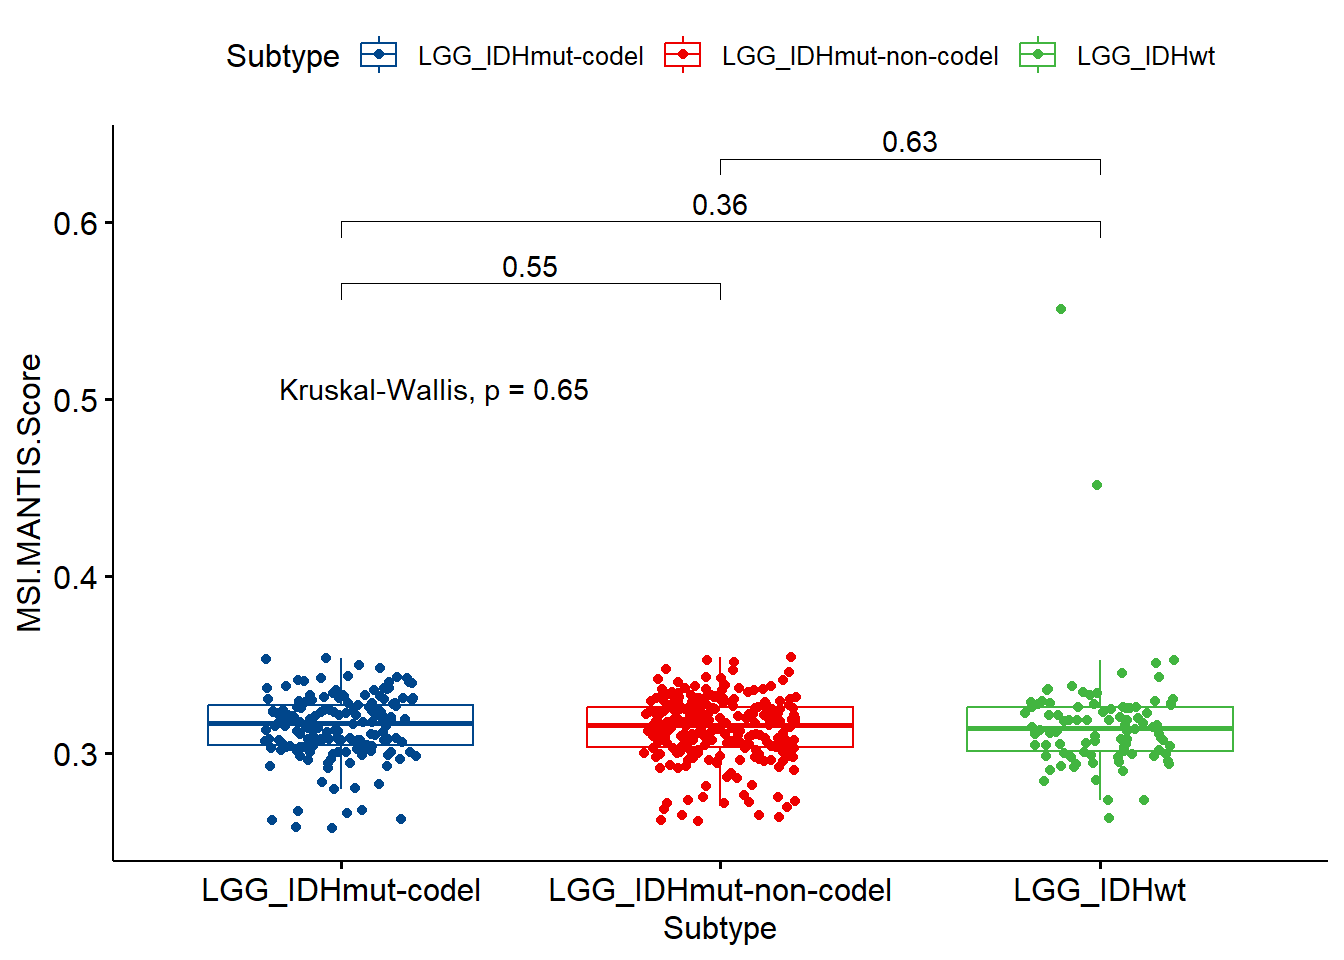 Subtype LGG_IDHmut-codel LGG_IDHmut-non-codel LGG_IDHwt
0.63
0.36
0.55
Kruskal-Wallis, p = 0.65
MSI.MANTIS.Score
0.6
0.5
0.4
0.3
LGG_IDHmut-codel LGG_IDHmut-non-codel LGG_IDHwt
Subtype